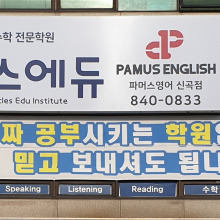 수학 전문학원
스에듀
cles Edu Institute
PAMUS ENGLISH
파머스영어 신곡점
840-0833
짜 공부시키는 학원
믿고 보내셔도 됩니
Speaking
Listening
Reading
수학